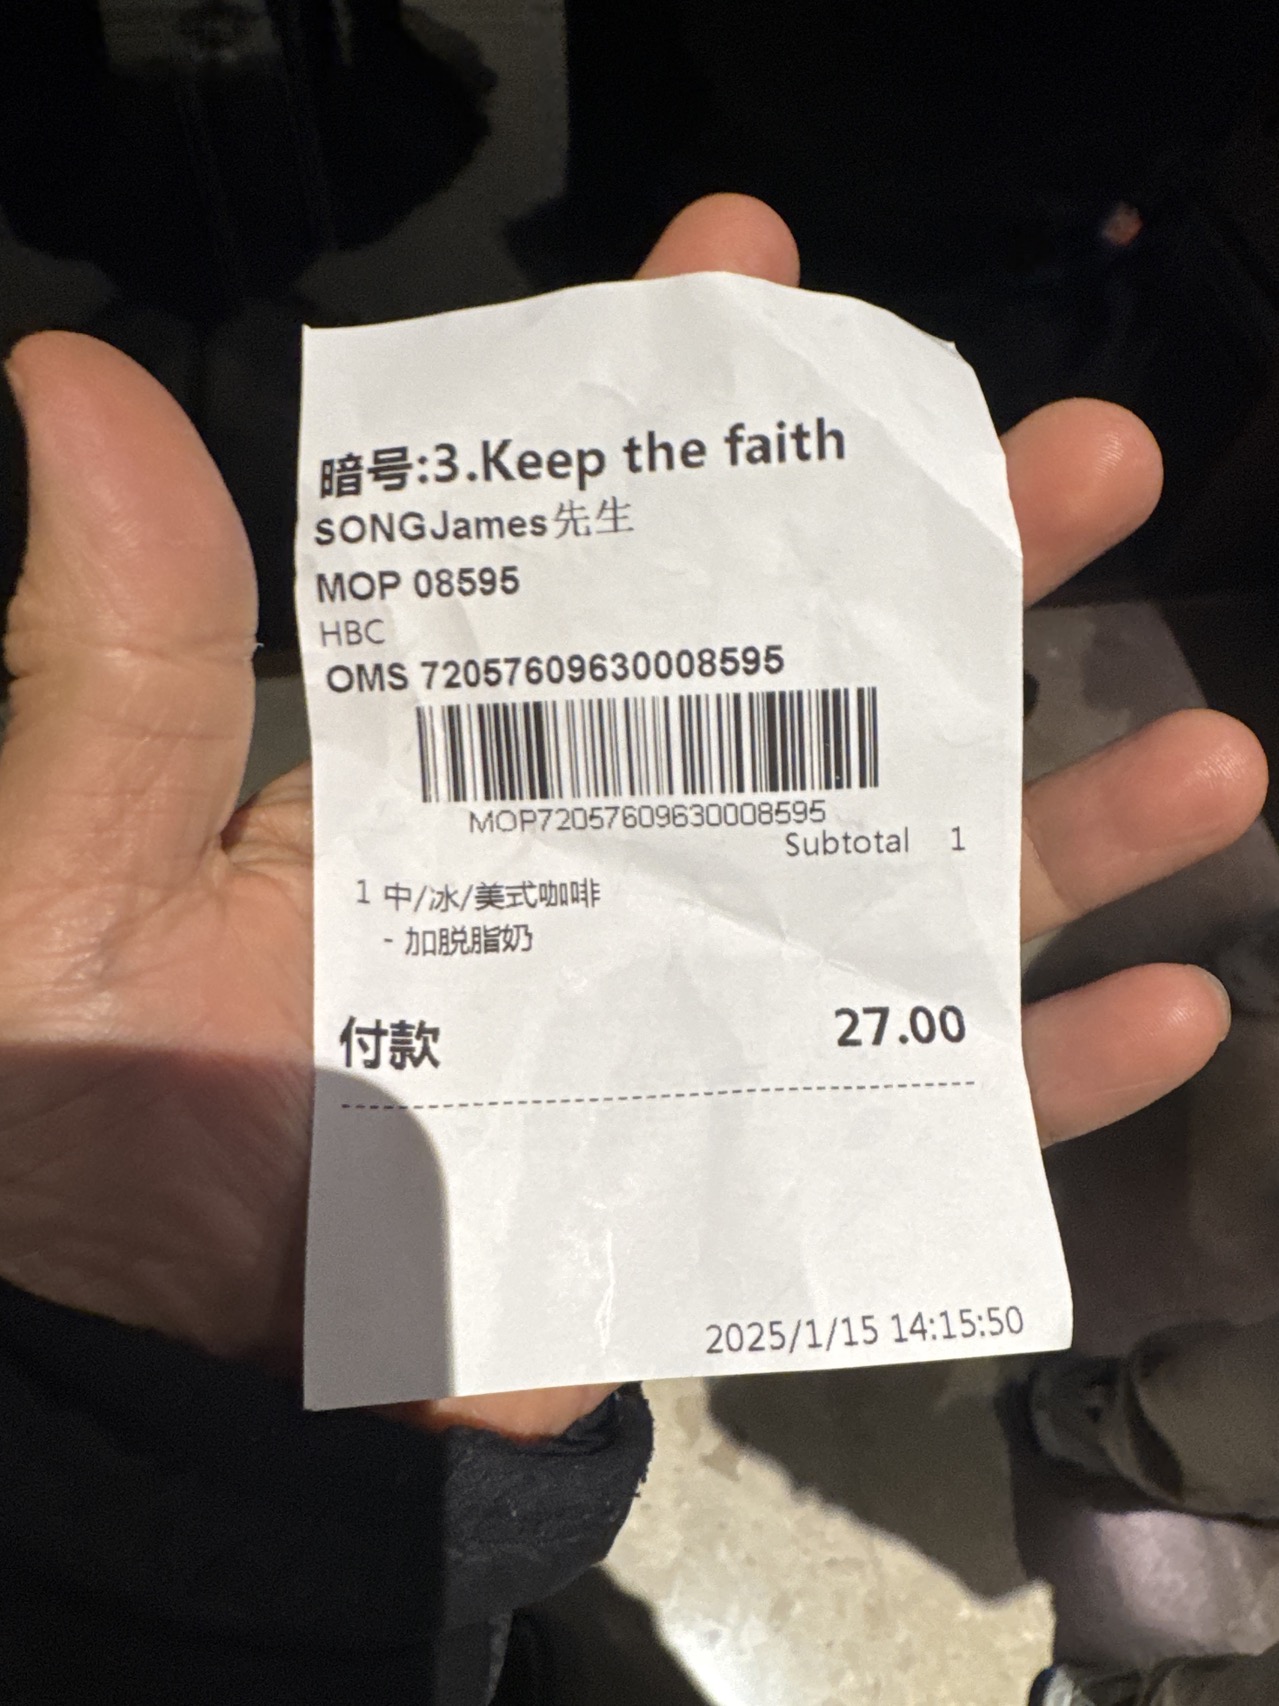 暗号:3.Keep the faith
SONGJames先生
MOP 08595
HBC
OMS 72057609630008595
MOP72057609630008595
Subtotal 1
1 中/冰/美式咖啡
- 加脱脂奶
付款 27.00
2025/1/15 14:15:50